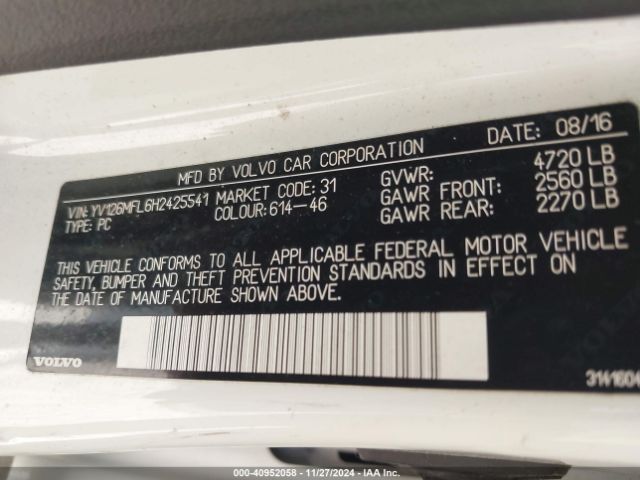 MFD BY VOLVO CAR CORPORATION DATE: 08/16
VIN: YV126MFL6H2425541 MARKET CODE: 31 GVWR: 4720 LB
TYPE: PC COLOUR: 614-46 GAWR FRONT: 2560 LB
GAWR REAR: 2270 LB
THIS VEHICLE CONFORMS TO ALL APPLICABLE FEDERAL MOTOR VEHICLE
SAFETY, BUMPER AND THEFT PREVENTION STANDARDS IN EFFECT ON
THE DATE OF MANUFACTURE SHOWN ABOVE.
VOLVO
000-40952058 - 11/27/2024 - IAA Inc.